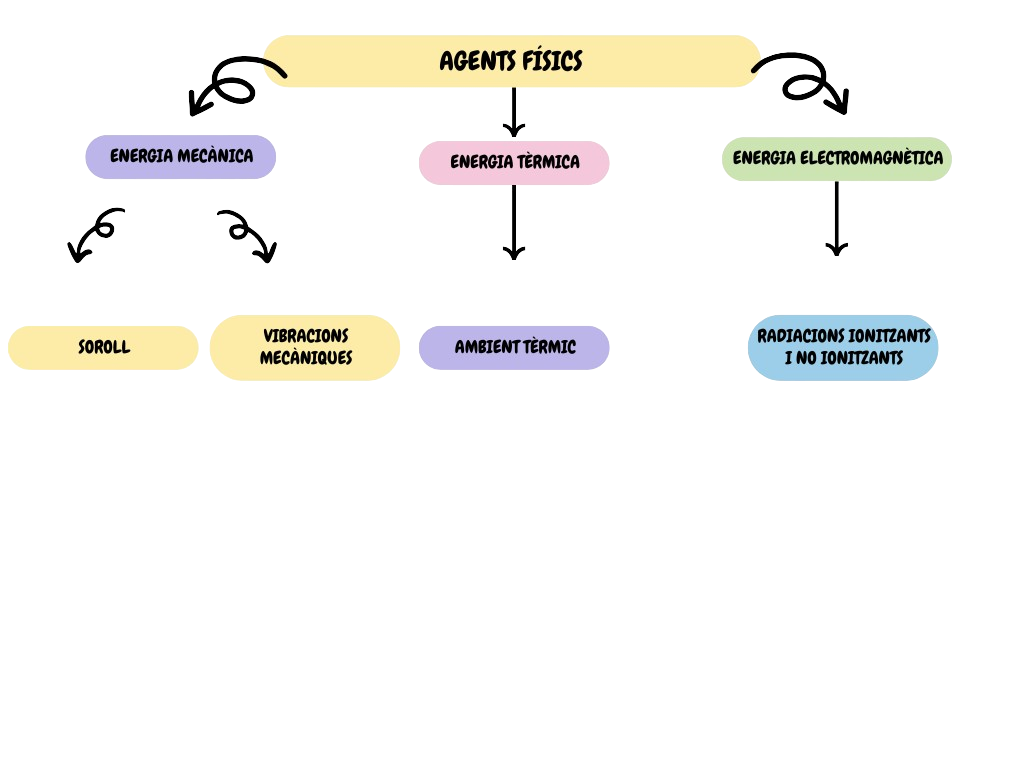 AGENTS FÍSICS
ENERGIA MECÀNICA
ENERGIA TÈRMICA
ENERGIA ELECTROMAGNÈTICA
SOROLL
VIBRACIONS
MECÀNIQUES
AMBIENT TÈRMIC
RADIACIONS IONITZANTS
I NO IONITZANTS